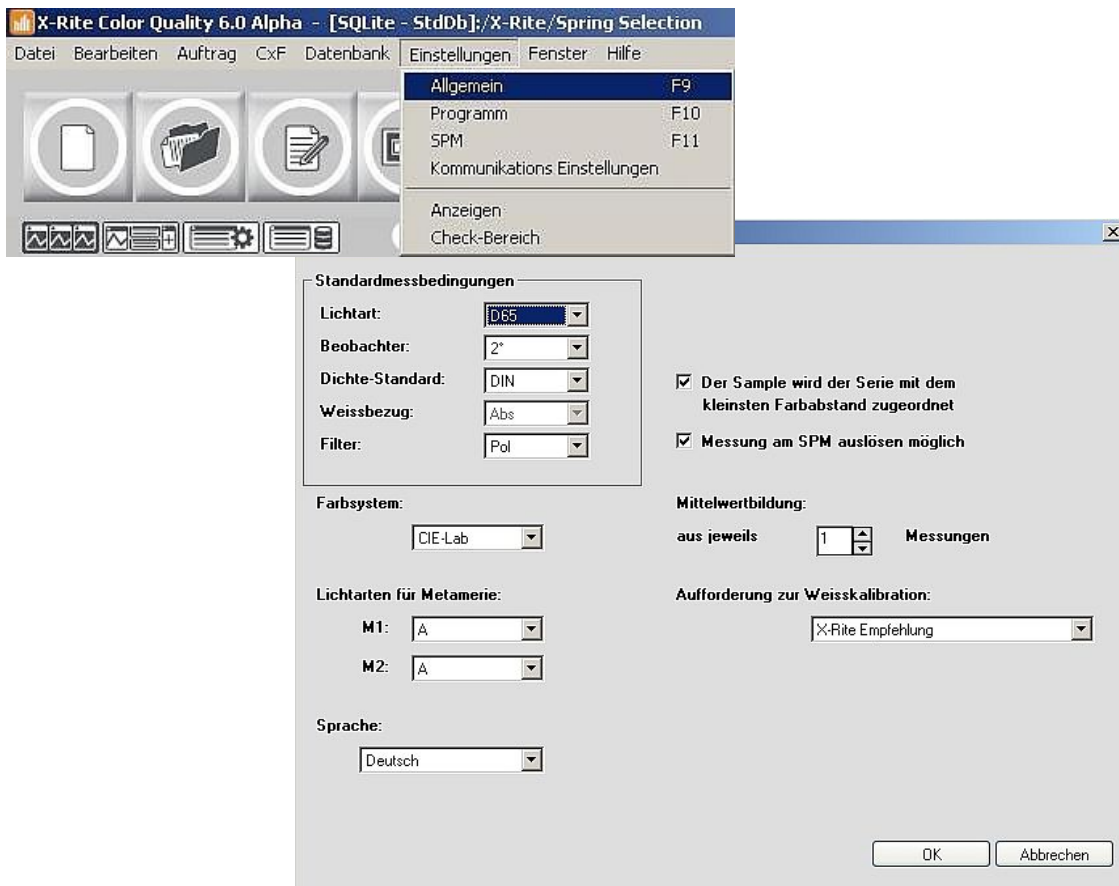 X-Rite Color Quality 6.0 Alpha - [SQLite - StdDb]:/X-Rite/Spring Selection
Datei Bearbeiten Auftrag CxF Datenbank Einstellungen Fenster Hilfe
Allgemein F9
Programm F10
SPM F11
Kommunikations Einstellungen
Anzeigen
Check-Bereich
Standardmessbedingungen
Lichtart: D65
Beobachter: 2°
Dichte-Standard: DIN
Weissbezug: Abs
Filter: Pol
Der Sample wird der Serie mit dem
kleinsten Farbabstand zugeordnet
Messung am SPM auslösen möglich
Farbsystem:
CIE-Lab
Mittelwertbildung:
aus jeweils 1 Messungen
Lichtarten für Metamerie:
M1: A
M2: A
Aufforderung zur Weisskalibration:
X-Rite Empfehlung
Sprache:
Deutsch
OK Abbrechen